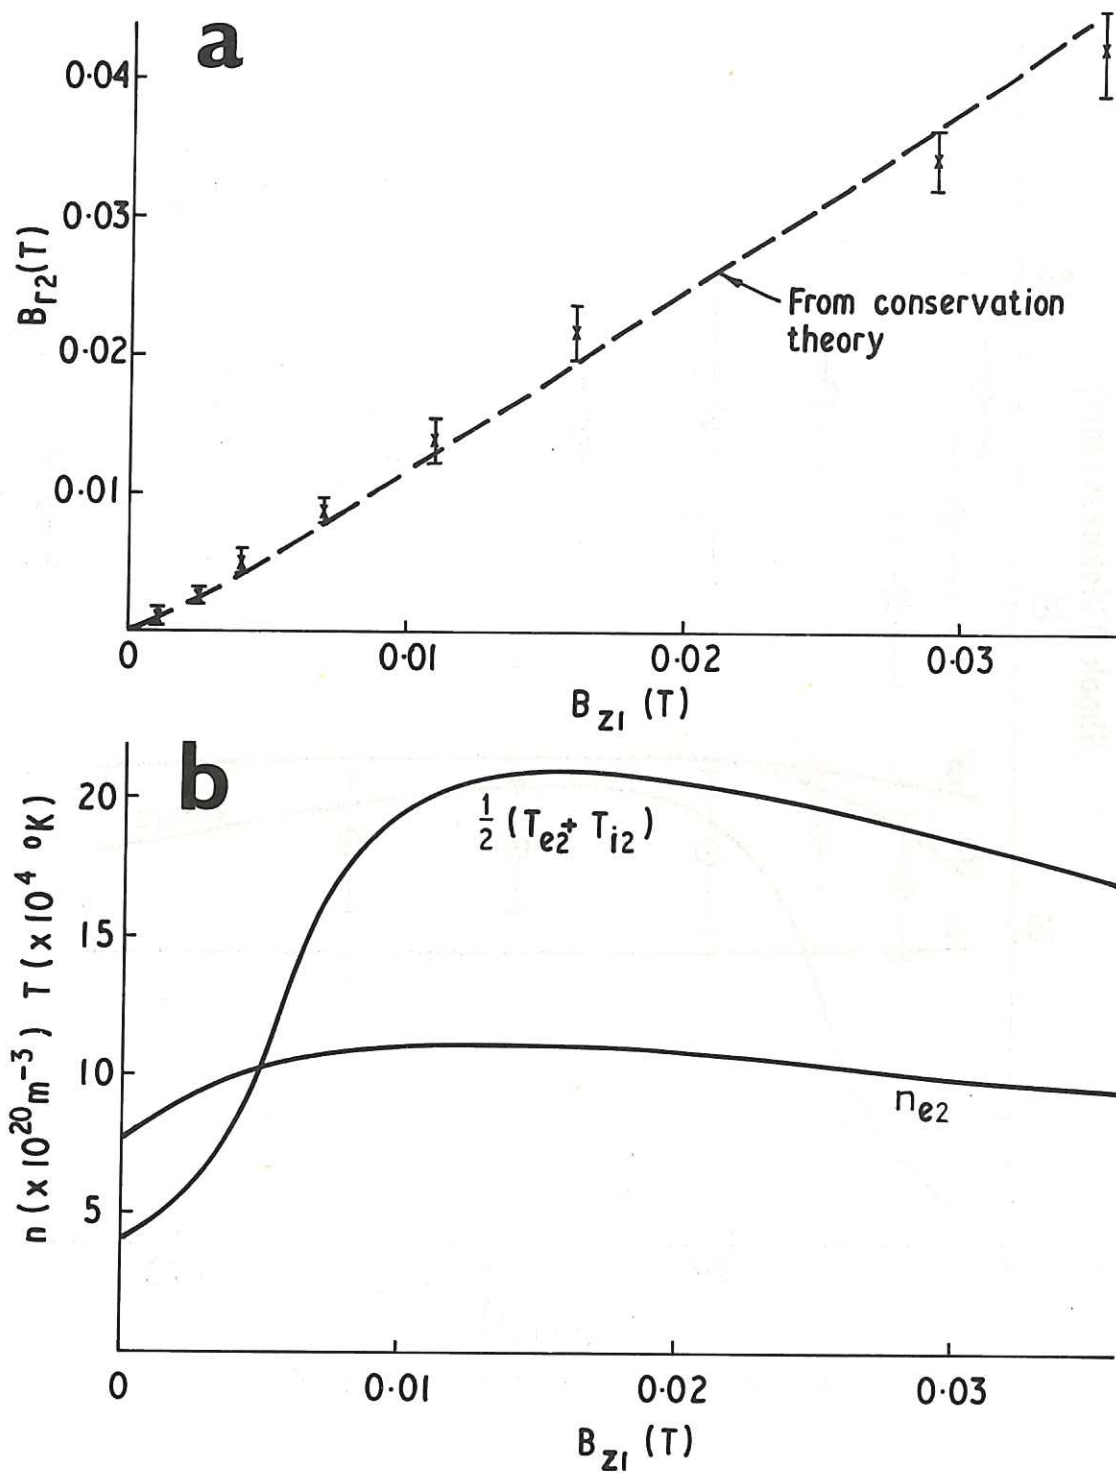 a
0·04
0·03
0·02
0·01
B_r2 (T)
From conservation
theory
0 0·01 0·02 0·03
B_z1 (T)
b
20
15
10
5
n (x10^20 m^-3) T (x10^4 °K)
½ (T_e2 + T_i2)
n_e2
0 0·01 0·02 0·03
B_z1 (T)